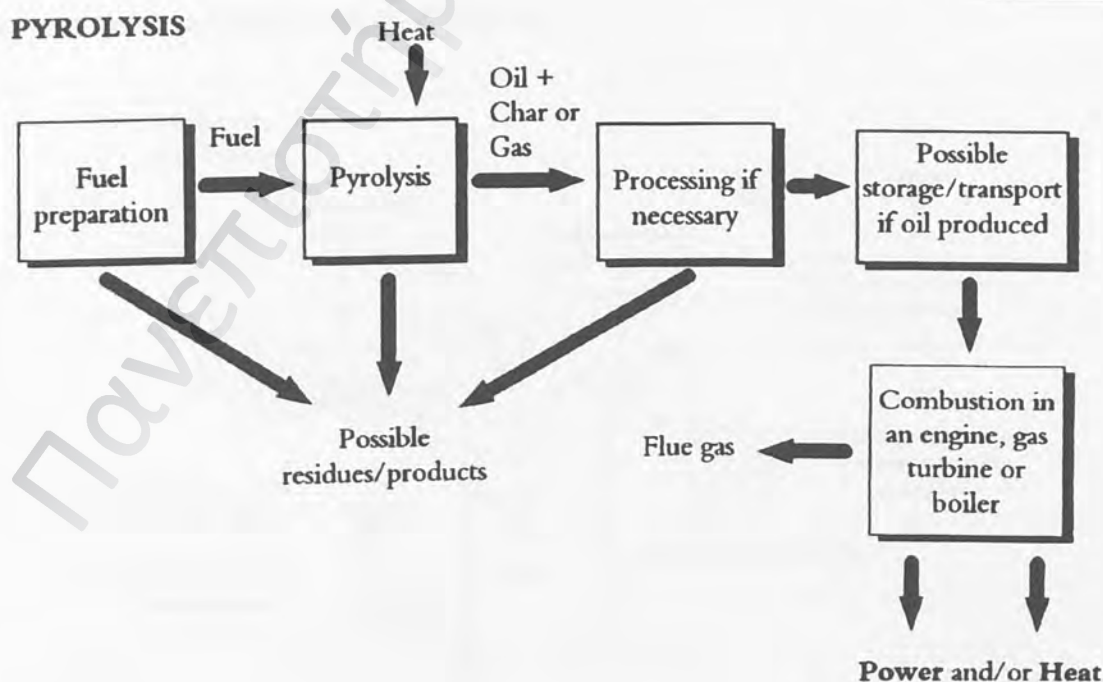 PYROLYSIS
Heat
Oil +
Char or
Gas
Fuel
Fuel
preparation
Pyrolysis
Processing if
necessary
Possible
storage/transport
if oil produced
Possible
residues/products
Flue gas
Combustion in
an engine, gas
turbine or
boiler
Power and/or Heat
Πανεπιστήμ